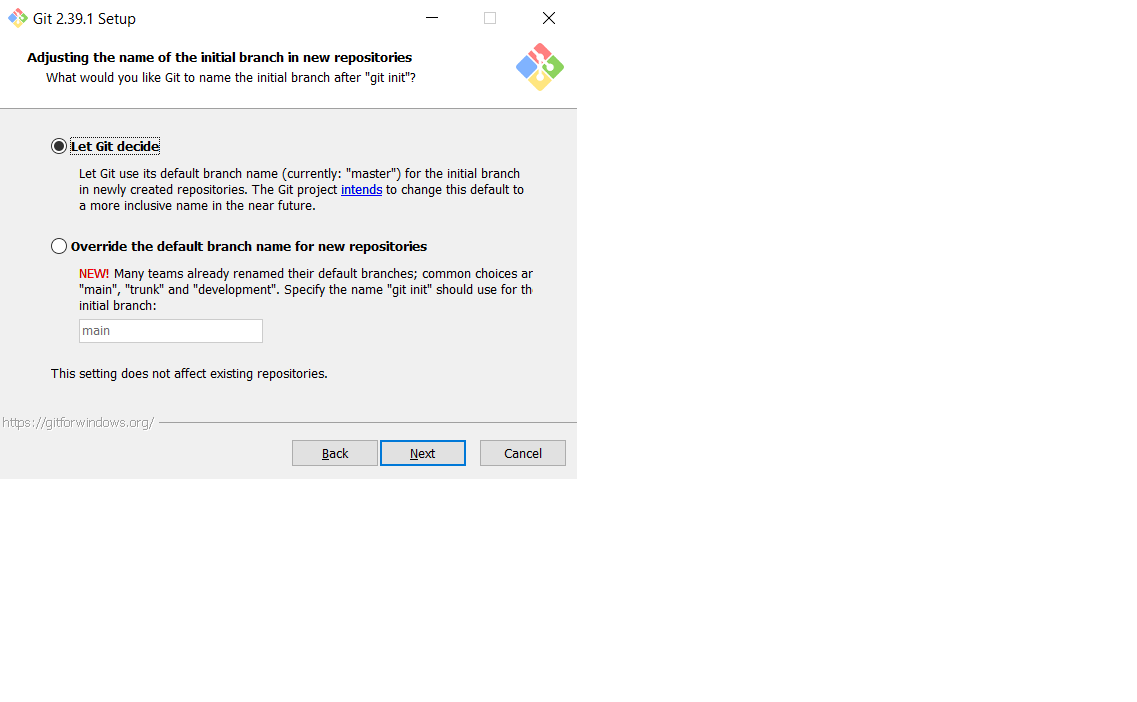 Git 2.39.1 Setup
Adjusting the name of the initial branch in new repositories
What would you like Git to name the initial branch after "git init"?
Let Git decide
Let Git use its default branch name (currently: "master") for the initial branch
in newly created repositories. The Git project intends to change this default to
a more inclusive name in the near future.
Override the default branch name for new repositories
NEW! Many teams already renamed their default branches; common choices ar
"main", "trunk" and "development". Specify the name "git init" should use for th
initial branch:
main
This setting does not affect existing repositories.
https://gitforwindows.org/
Back Next Cancel